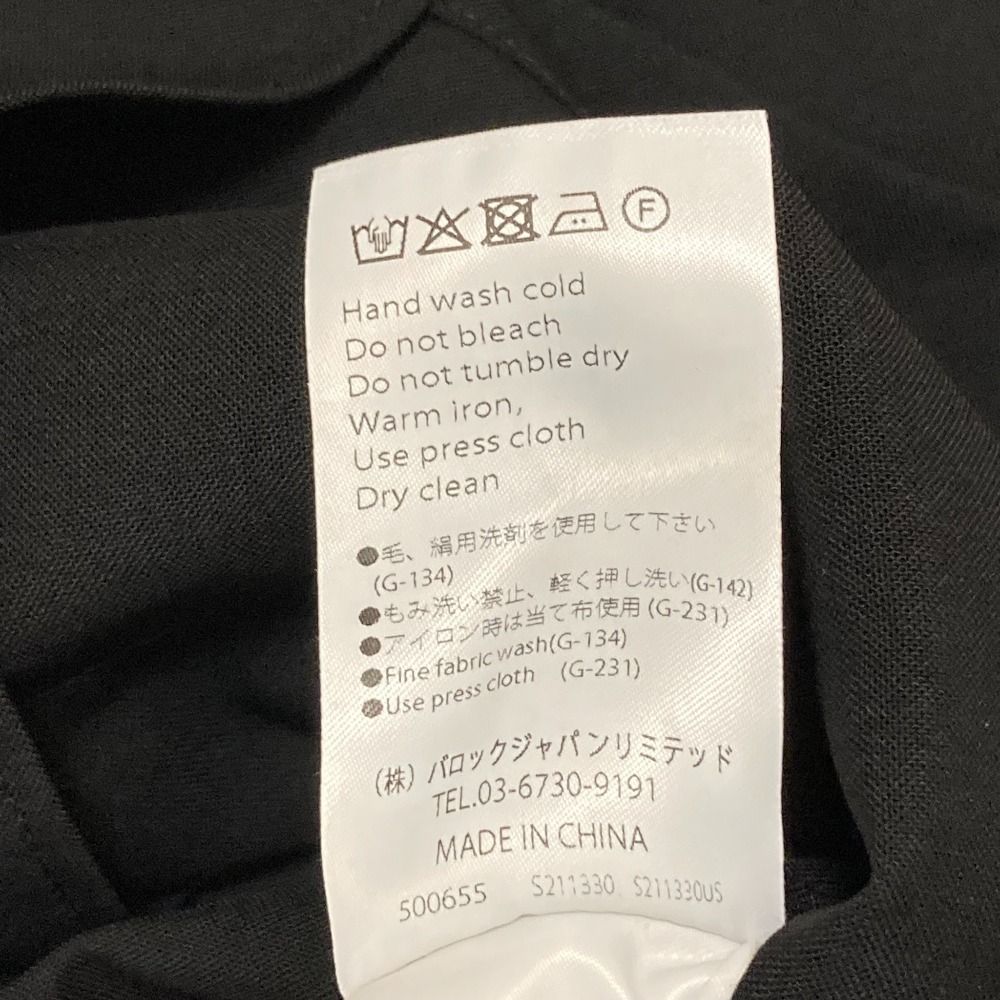 F
Hand wash cold
Do not bleach
Do not tumble dry
Warm iron,
Use press cloth
Dry clean
●毛、絹用洗剤を使用して下さい
(G-134)
●もみ洗い禁止、軽く押し洗い(G-142)
●アイロン時は当て布使用 (G-231)
●Fine fabric wash(G-134)
●Use press cloth (G-231)
(株) バロックジャパンリミテッド
TEL.03-6730-9191
MADE IN CHINA
500655 S211330 S211330US